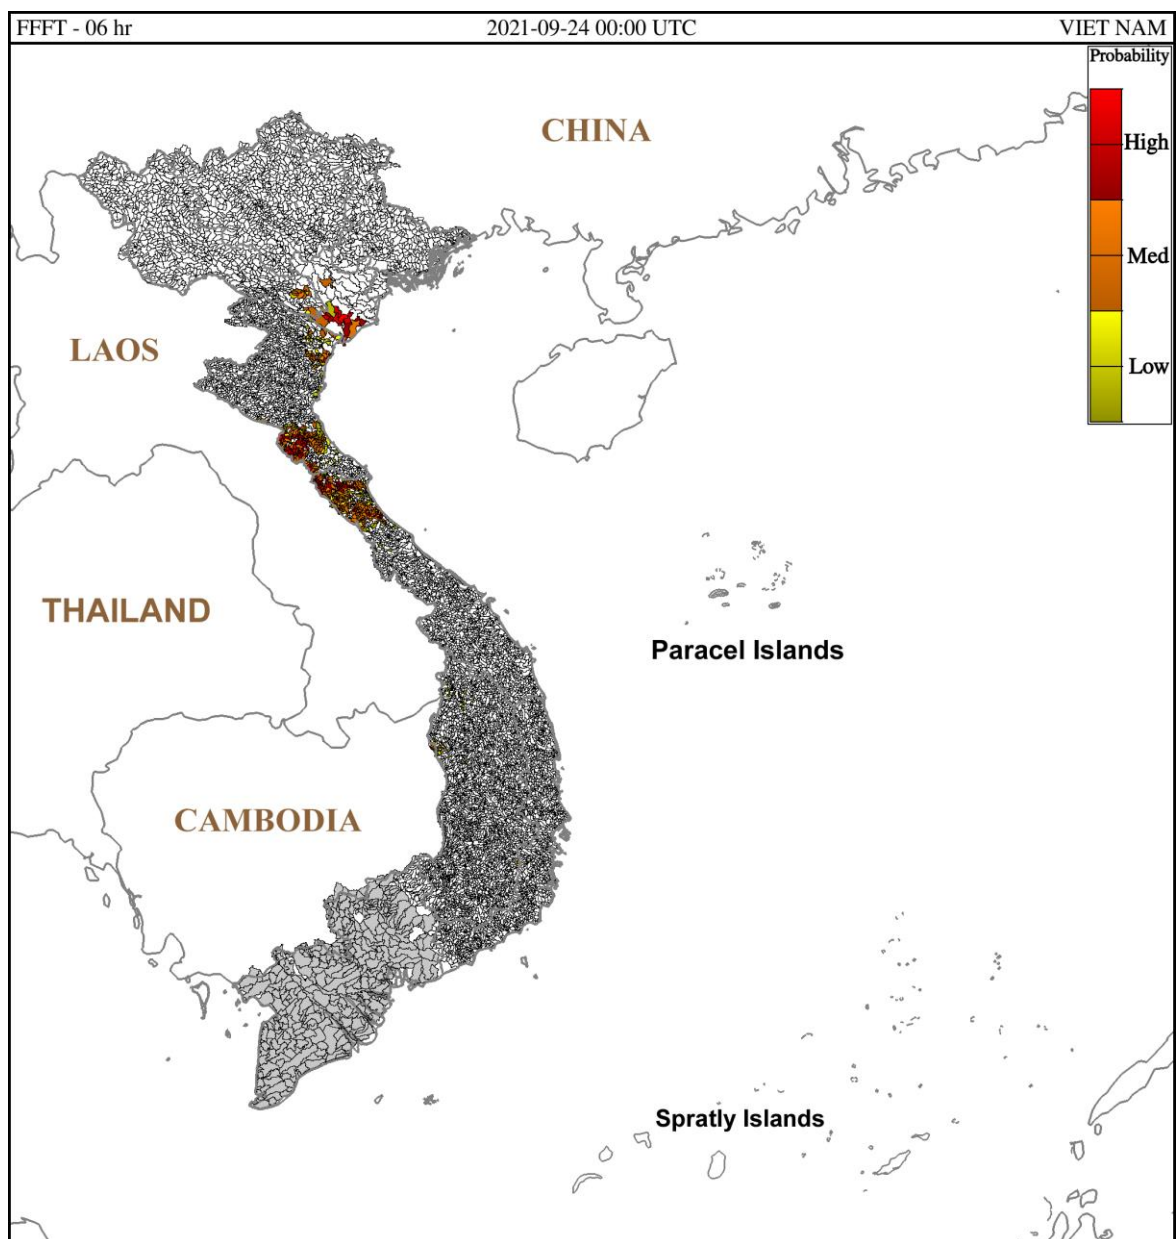 FFFT - 06 hr 2021-09-24 00:00 UTC VIET NAM
Probability
CHINA
High
Med
LAOS
Low
THAILAND
Paracel Islands
CAMBODIA
Spratly Islands